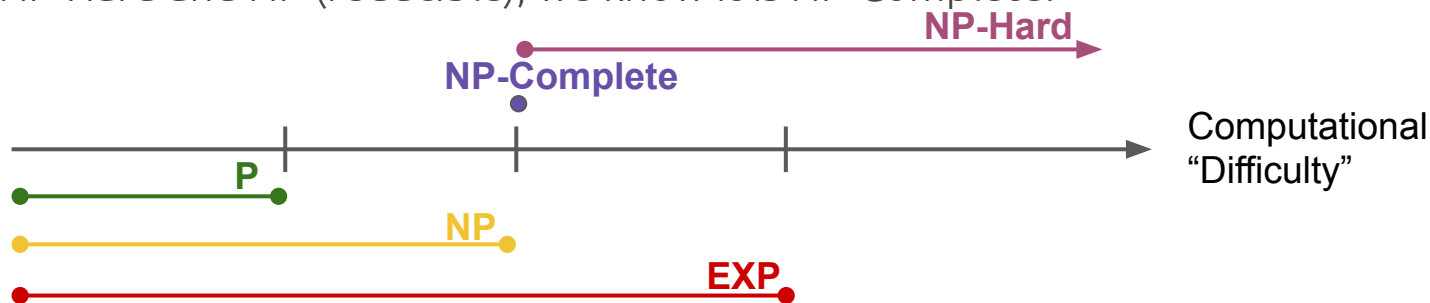 NP-Hard
NP-Complete
Computational
“Difficulty”
P
NP
EXP